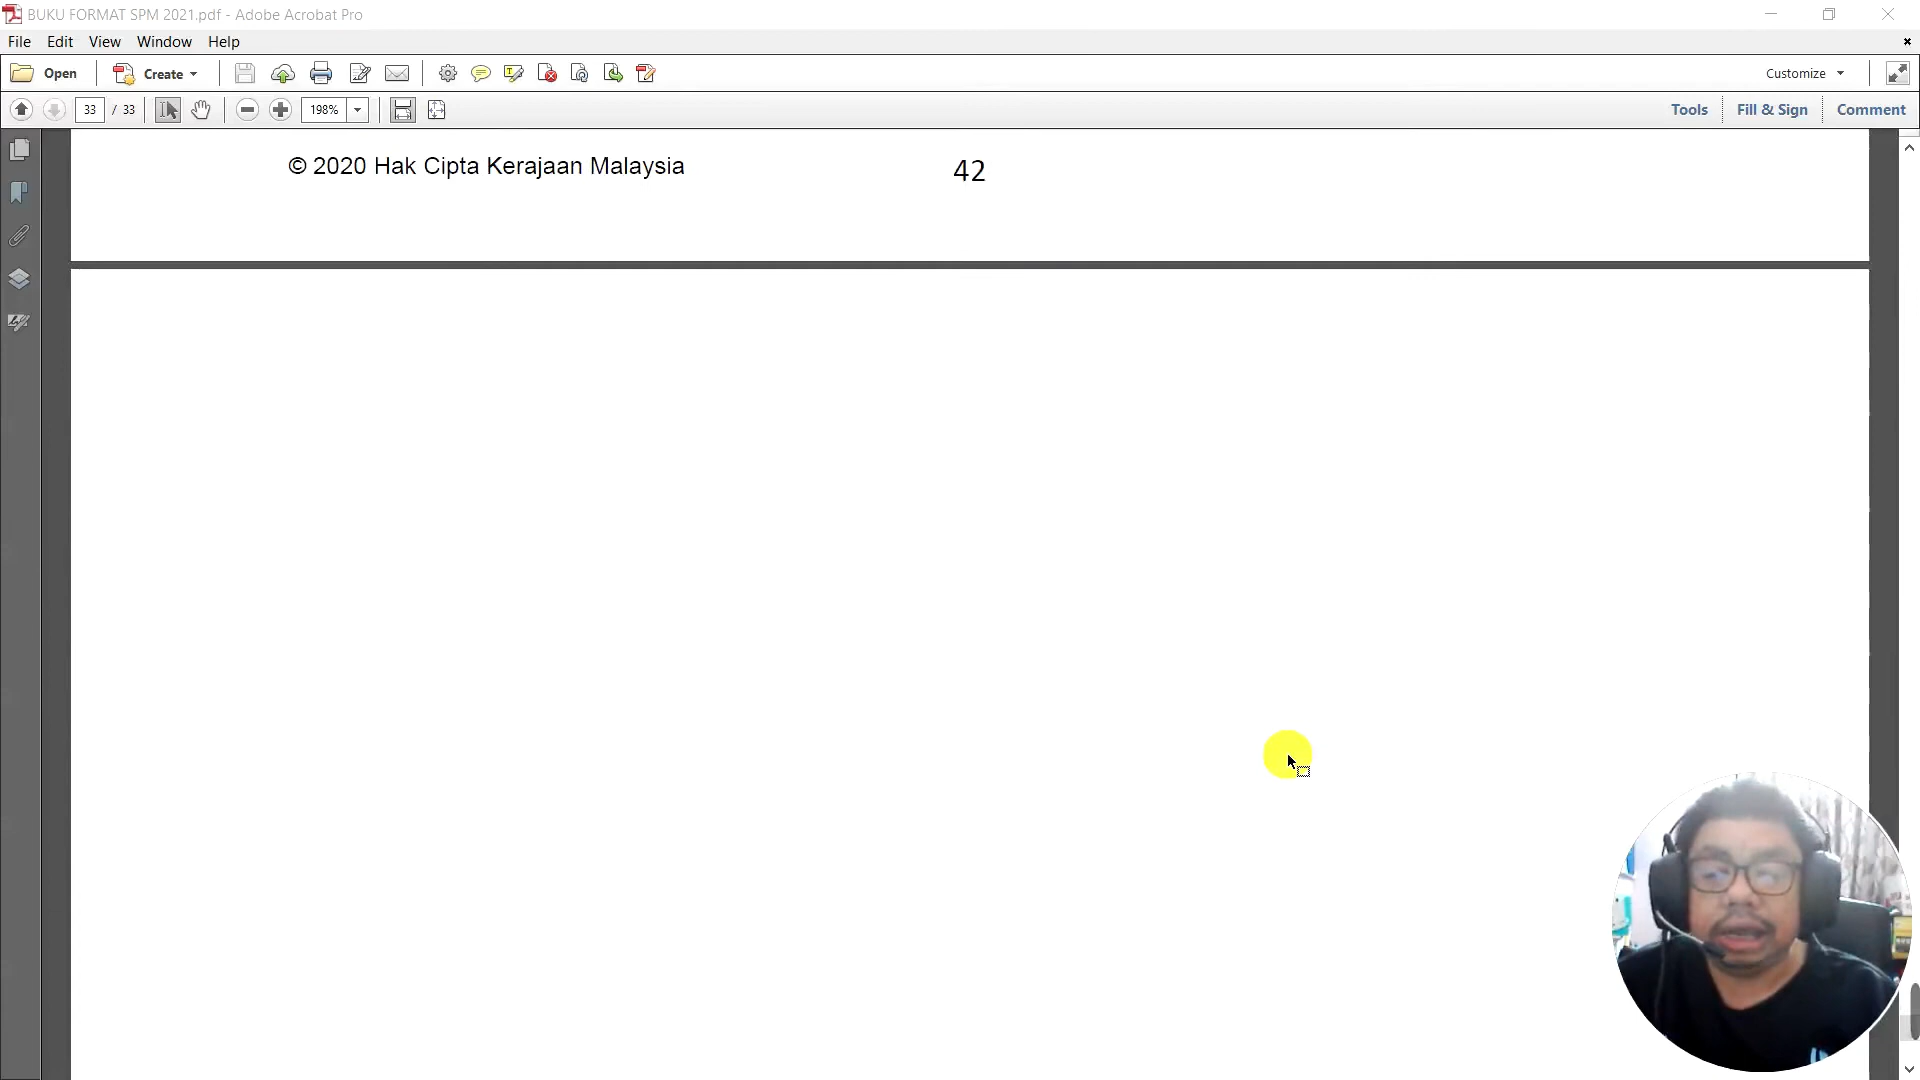 BUKU FORMAT SPM 2021.pdf - Adobe Acrobat Pro
File Edit View Window Help
Open Create Customize
33 / 33 198% Tools Fill & Sign Comment
© 2020 Hak Cipta Kerajaan Malaysia 42